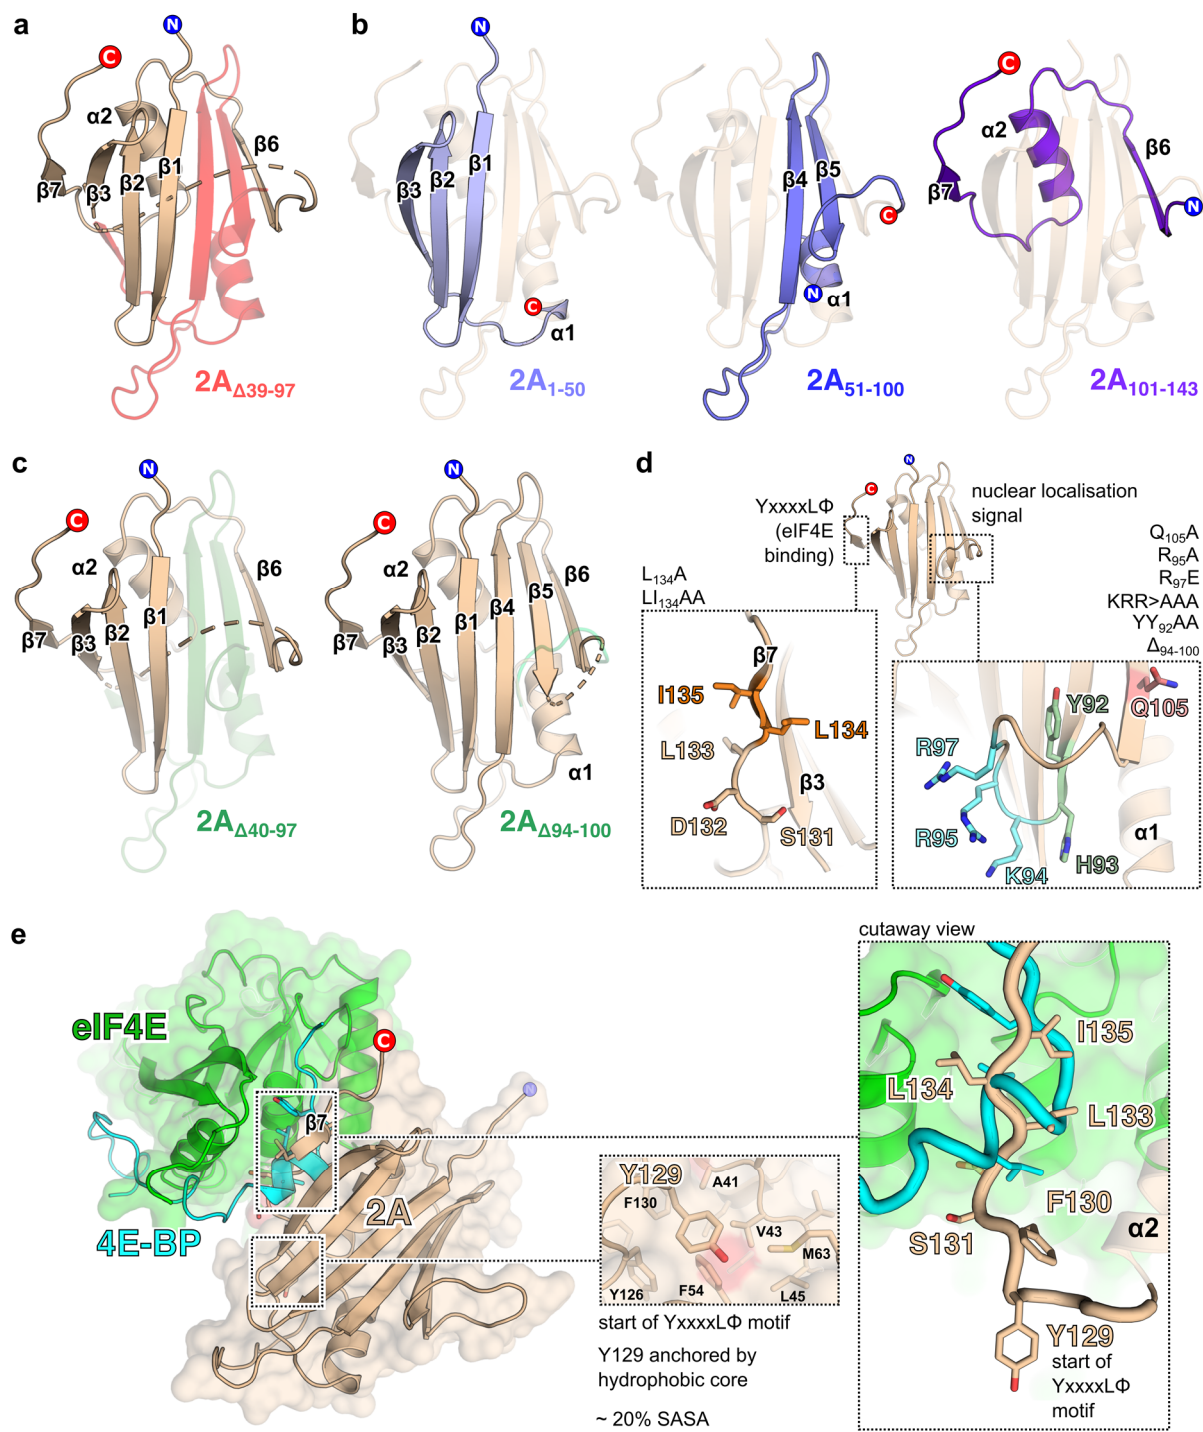 a
N
C
α2
β6
β7
β3
β2
β1
2AΔ39-97
b
N
β1
β3
β2
C
α1
2A1-50
β4
β5
C
N
α1
2A51-100
C
α2
β6
β7
N
2A101-143
c
N
C
α2
β6
β1
β7
β3
β2
2AΔ40-97
N
C
α2
β6
β5
β4
β1
β7
β3
β2
α1
2AΔ94-100
d
N
C
YxxxxLΦ
(eIF4E
binding)
nuclear localisation
signal
L134A
LI134AA
Q105A
R95A
R97E
KRR>AAA
YY92AA
Δ94-100
β7
I135
L134
L133
β3
D132
S131
Y92
Q105
R97
R95
α1
K94
H93
e
eIF4E
C
N
β7
2A
4E-BP
Y129
A41
F130
V43
M63
F54
Y126
L45
start of YxxxxLΦ motif
Y129 anchored by
hydrophobic core
~ 20% SASA
cutaway view
I135
L134
L133
F130
S131
α2
Y129
start of
YxxxxLΦ
motif